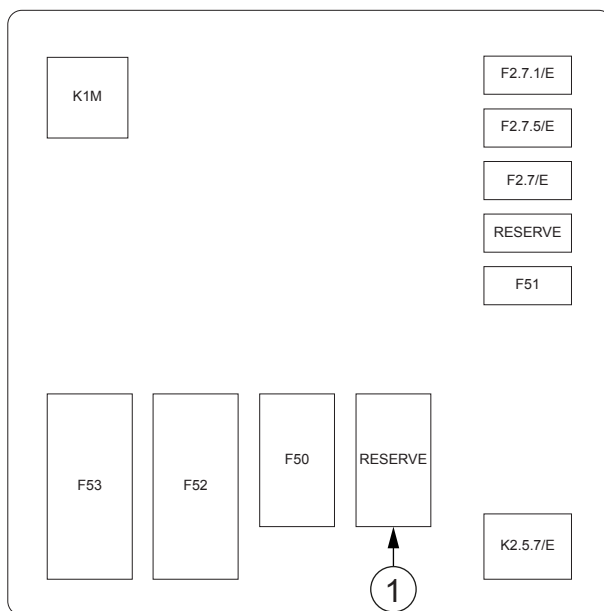 K1M
F2.7.1/E
F2.7.5/E
F2.7/E
RESERVE
F51
F53
F52
F50
RESERVE
K2.5.7/E
1